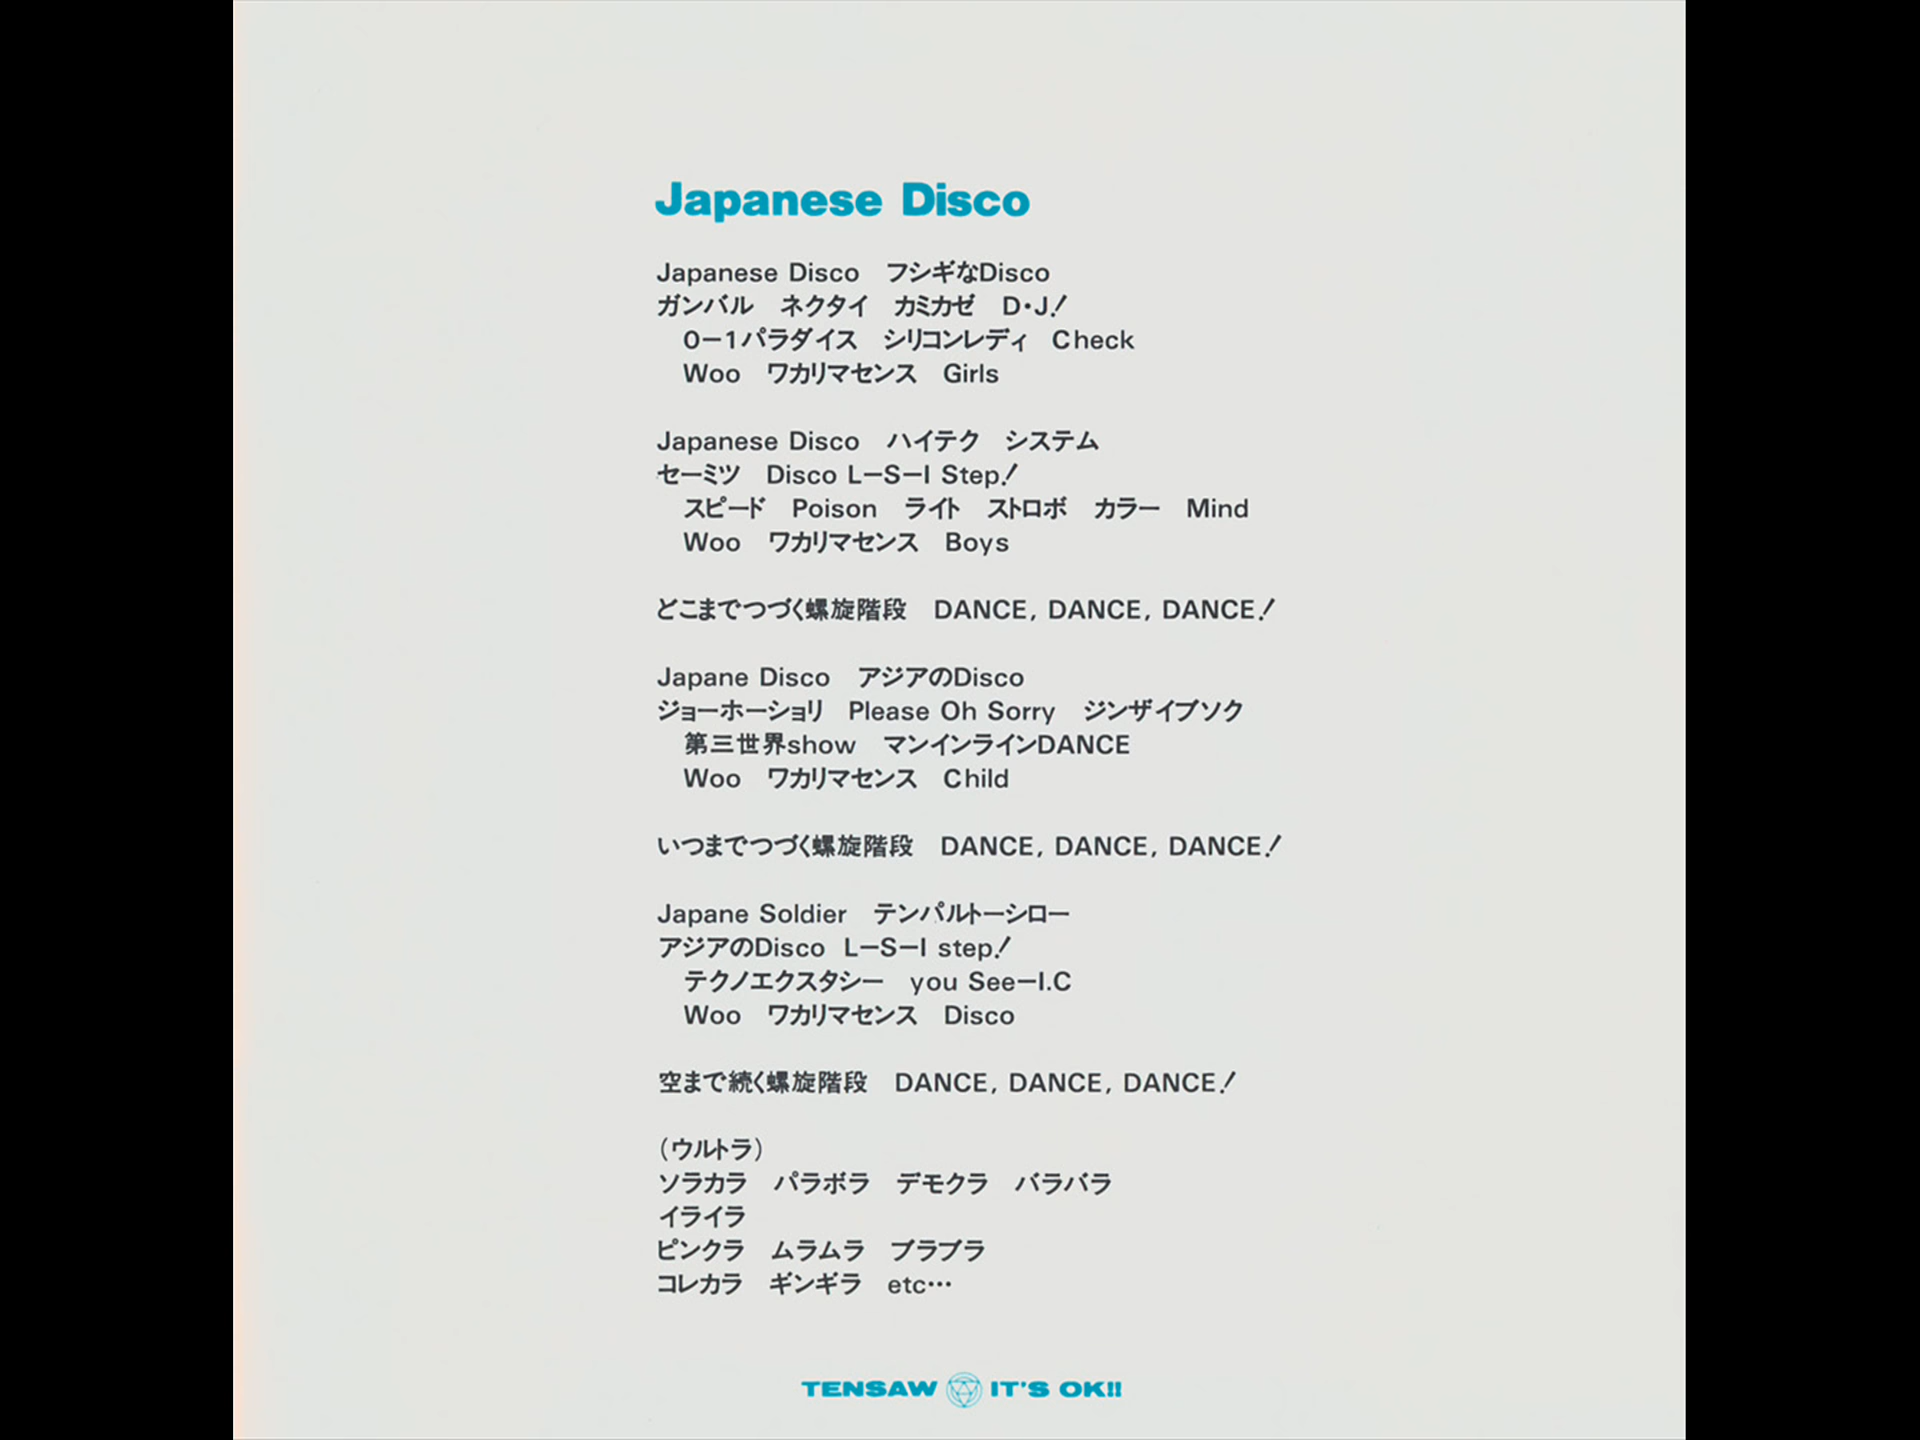 Japanese Disco
Japanese Disco　フシギなDisco
ガンバル　ネクタイ　カミカゼ　D・J!
0−1パラダイス　シリコンレディ　Check
Woo　ワカリマセンス　Girls
Japanese Disco　ハイテク　システム
セーミツ　Disco L−S−I Step!
スピード　Poison　ライト　ストロボ　カラー　Mind
Woo　ワカリマセンス　Boys
どこまでつづく螺旋階段　DANCE, DANCE, DANCE!
Japane Disco　アジアのDisco
ジョーホーショリ　Please Oh Sorry　ジンザイブソク
第三世界show　マンインラインDANCE
Woo　ワカリマセンス　Child
いつまでつづく螺旋階段　DANCE, DANCE, DANCE!
Japane Soldier　テンパルトーシロー
アジアのDisco L−S−I step!
テクノエクスタシー　you See−I.C
Woo　ワカリマセンス　Disco
空まで続く螺旋階段　DANCE, DANCE, DANCE!
(ウルトラ)
ソラカラ　パラボラ　デモクラ　バラバラ
イライラ
ピンクラ　ムラムラ　ブラブラ
コレカラ　ギンギラ　etc…
TENSAW IT'S OK!!